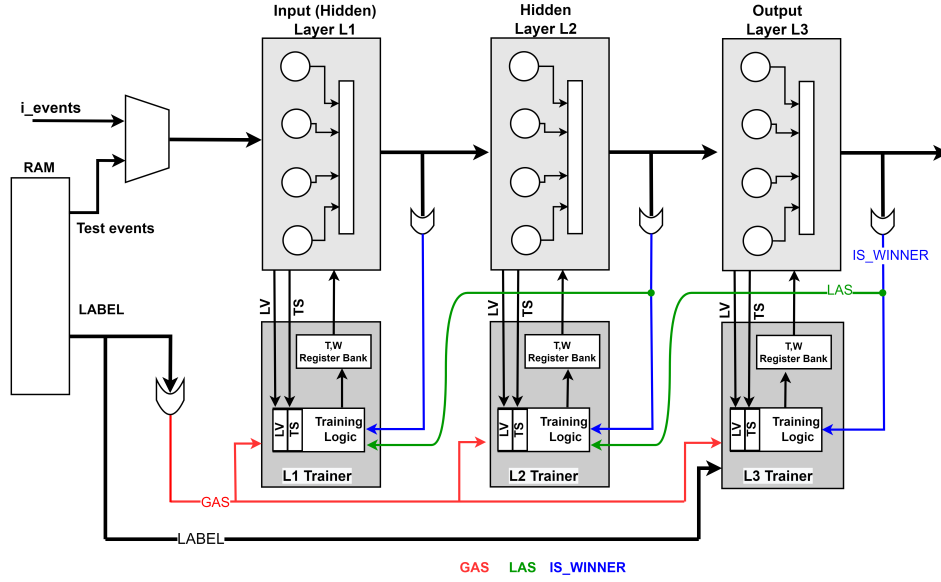 Input (Hidden)
Layer L1
Hidden
Layer L2
Output
Layer L3
i_events
RAM
Test events
IS_WINNER
LV
TS
LV
TS
LV
TS
LAS
LABEL
T,W
Register Bank
T,W
Register Bank
T,W
Register Bank
LV
TS
Training
Logic
LV
TS
Training
Logic
LV
TS
Training
Logic
L1 Trainer
L2 Trainer
L3 Trainer
GAS
LABEL
GAS LAS IS_WINNER